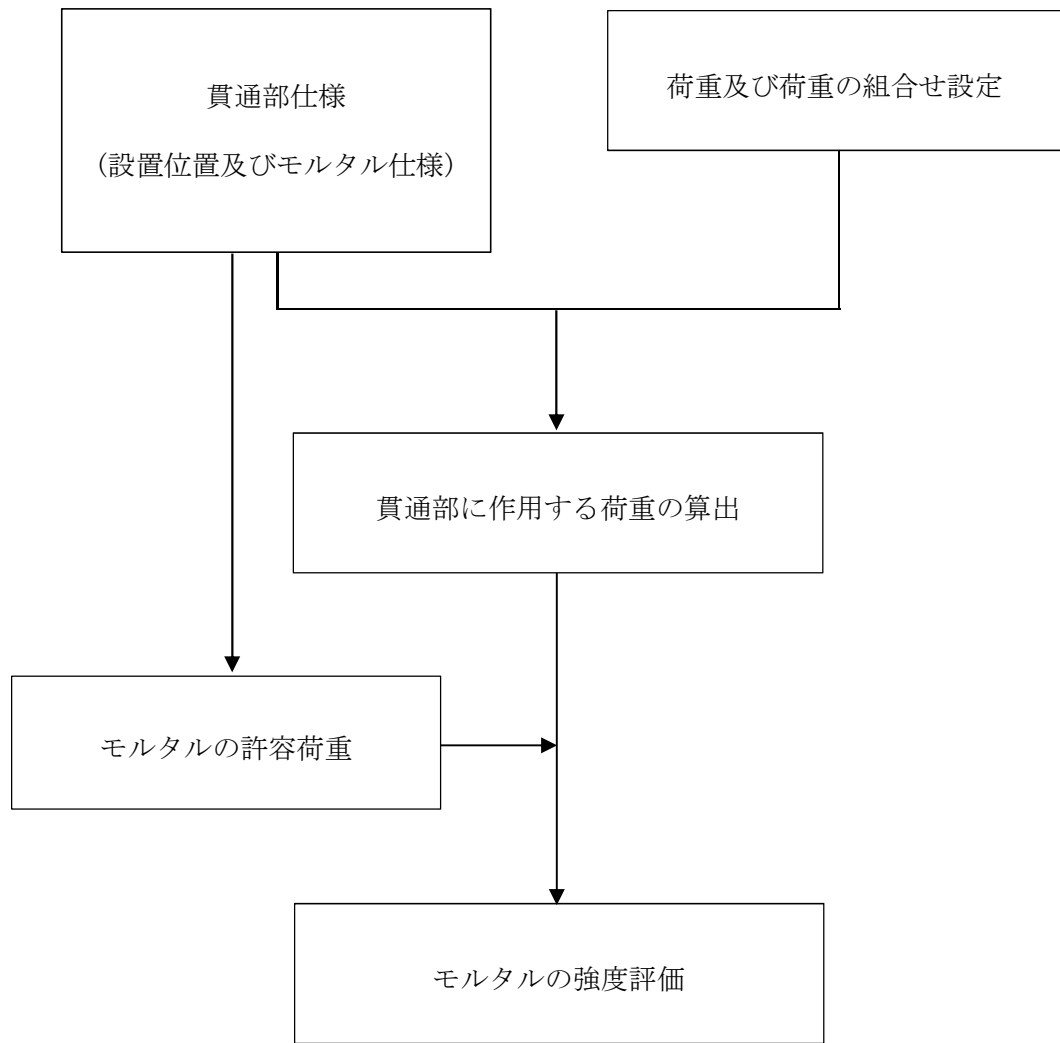 貫通部仕様
（設置位置及びモルタル仕様）
荷重及び荷重の組合せ設定
貫通部に作用する荷重の算出
モルタルの許容荷重
モルタルの強度評価